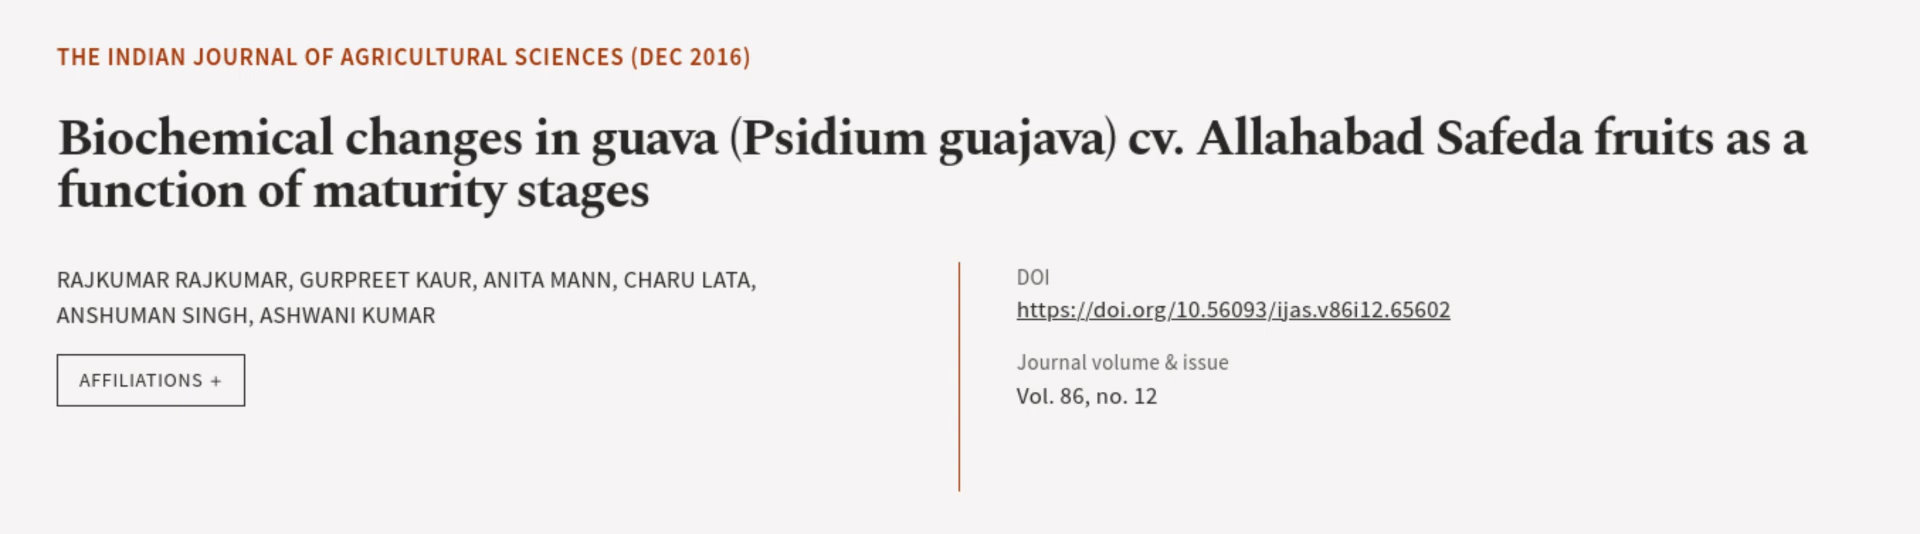 THE INDIAN JOURNAL OF AGRICULTURAL SCIENCES (DEC 2016)
Biochemical changes in guava (Psidium guajava) cv. Allahabad Safeda fruits as a
function of maturity stages
RAJKUMAR RAJKUMAR, GURPREET KAUR, ANITA MANN, CHARU LATA,
ANSHUMAN SINGH, ASHWANI KUMAR
AFFILIATIONS +
DOI
https://doi.org/10.56093/ijas.v86i12.65602
Journal volume & issue
Vol. 86, no. 12